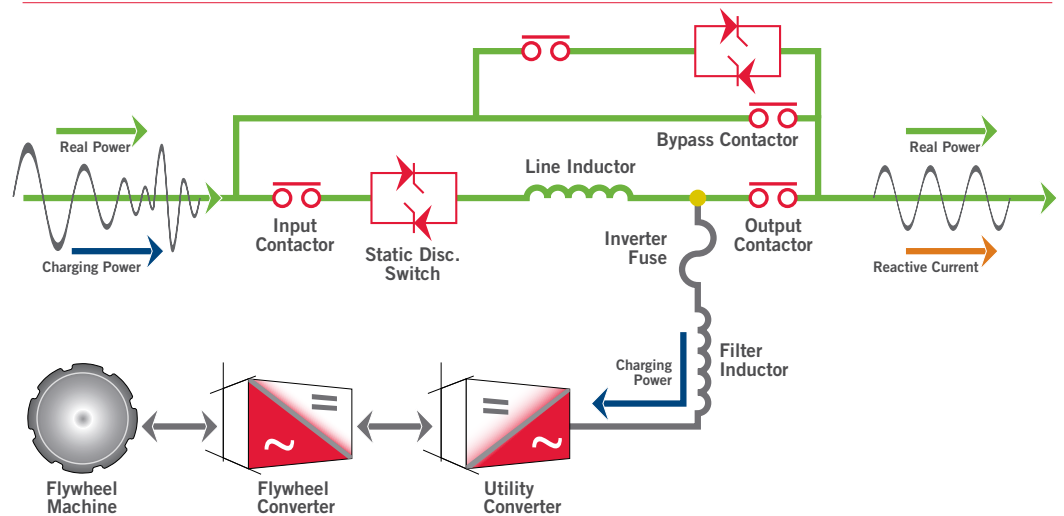 Real Power
Bypass Contactor
Real Power
Line Inductor
Input
Contactor
Static Disc.
Switch
Inverter
Fuse
Output
Contactor
Charging Power
Reactive Current
Charging
Power
Filter
Inductor
Flywheel
Machine
Flywheel
Converter
Utility
Converter